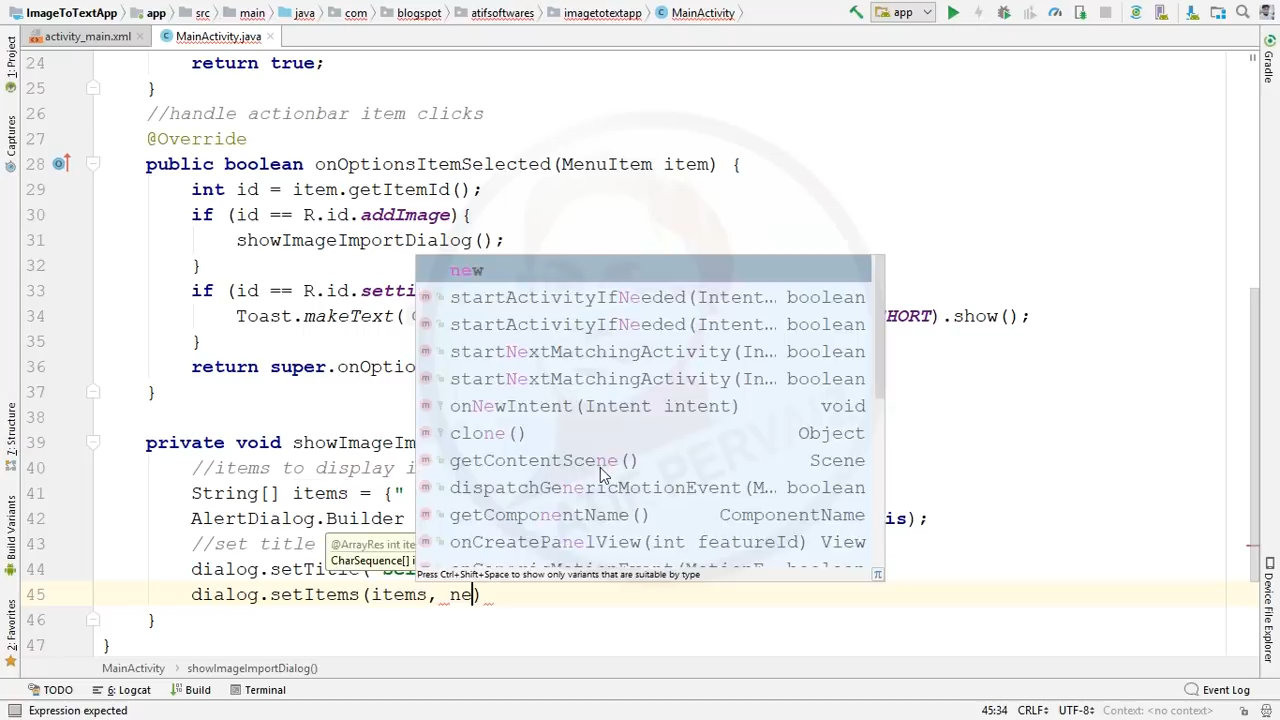 ImageToTextApp app src main java com blogspot atifsoftwares imagetotextapp MainActivity app
activity_main.xml MainActivity.java
24 return true;
25 }
26 //handle actionbar item clicks
27 @Override
28 public boolean onOptionsItemSelected(MenuItem item) {
29 int id = item.getItemId();
30 if (id == R.id.addImage){
31 showImageImportDialog();
32 }
33 if (id == R.id.setti
34 Toast.makeText( HORT).show();
35 }
36 return super.onOptio
37 }
38
39 private void showImageIm
40 //items to display i
41 String[] items = {"
42 AlertDialog.Builder is);
43 //set title
44 dialog.setTitle(
45 dialog.setItems(items, ne)
46 }
47 }
new
startActivityIfNeeded(Intent... boolean
startActivityIfNeeded(Intent... boolean
startNextMatchingActivity(In... boolean
startNextMatchingActivity(In... boolean
onNewIntent(Intent intent) void
clone() Object
getContentScene() Scene
dispatchGenericMotionEvent(M... boolean
getComponentName() ComponentName
onCreatePanelView(int featureId) View
Press Ctrl+Shift+Space to show only variants that are suitable by type
@ArrayRes int ite
CharSequence[] i
MainActivity showImageImportDialog()
TODO 6: Logcat Build Terminal Event Log
Expression expected 45:34 CRLF UTF-8 Context: <no context>
1: Project
Captures
7: Structure
Build Variants
2: Favorites
Gradle
Device File Explorer